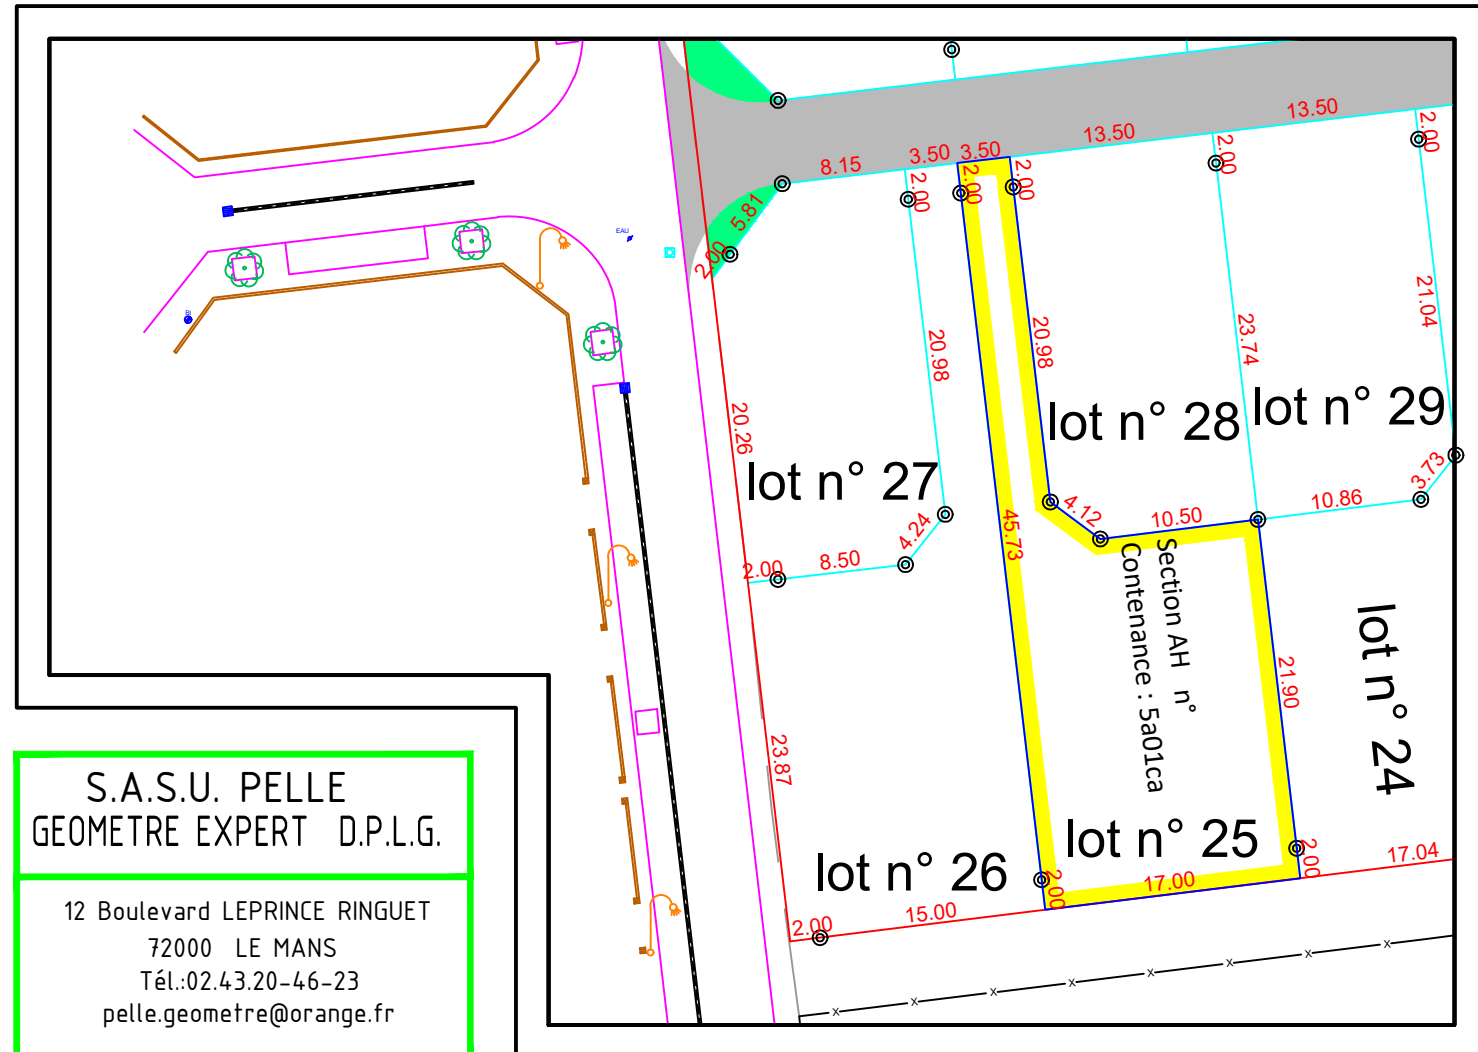 13.50
13.50
2.00
3.50
3.50
8.15
2.00
2.00
2.00
2.00
5.81
2.00
EAU
BI
21.04
23.74
20.98
20.98
20.26
lot n° 28
lot n° 29
lot n° 27
3.73
10.86
4.12
10.50
45.73
4.24
8.50
2.00
Section AH n°
Contenance : 5a01ca
lot n° 24
21.90
23.87
lot n° 25
lot n° 26
2.00
17.04
2.00
17.00
15.00
2.00
x x x x x x x x
S.A.S.U. PELLE
GEOMETRE EXPERT D.P.L.G.
12 Boulevard LEPRINCE RINGUET
72000 LE MANS
Tél.:02.43.20-46-23
pelle.geometre@orange.fr